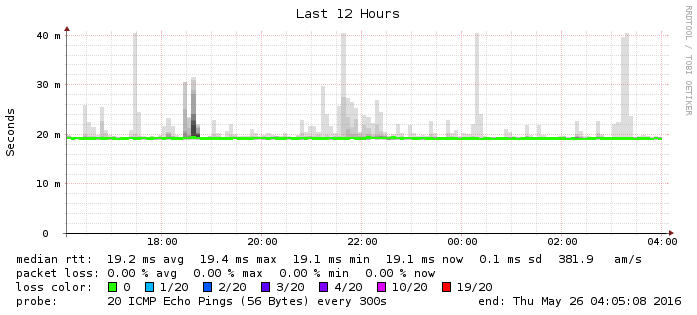 Last 12 Hours
RRDTOOL / TOBI OETIKER
Seconds
40 m
30 m
20 m
10 m
0
18:00 20:00 22:00 00:00 02:00 04:00
median rtt: 19.2 ms avg 19.4 ms max 19.1 ms min 19.1 ms now 0.1 ms sd 381.9 am/s
packet loss: 0.00 % avg 0.00 % max 0.00 % min 0.00 % now
loss color: 0 1/20 2/20 3/20 4/20 10/20 19/20
probe: 20 ICMP Echo Pings (56 Bytes) every 300s end: Thu May 26 04:05:08 2016